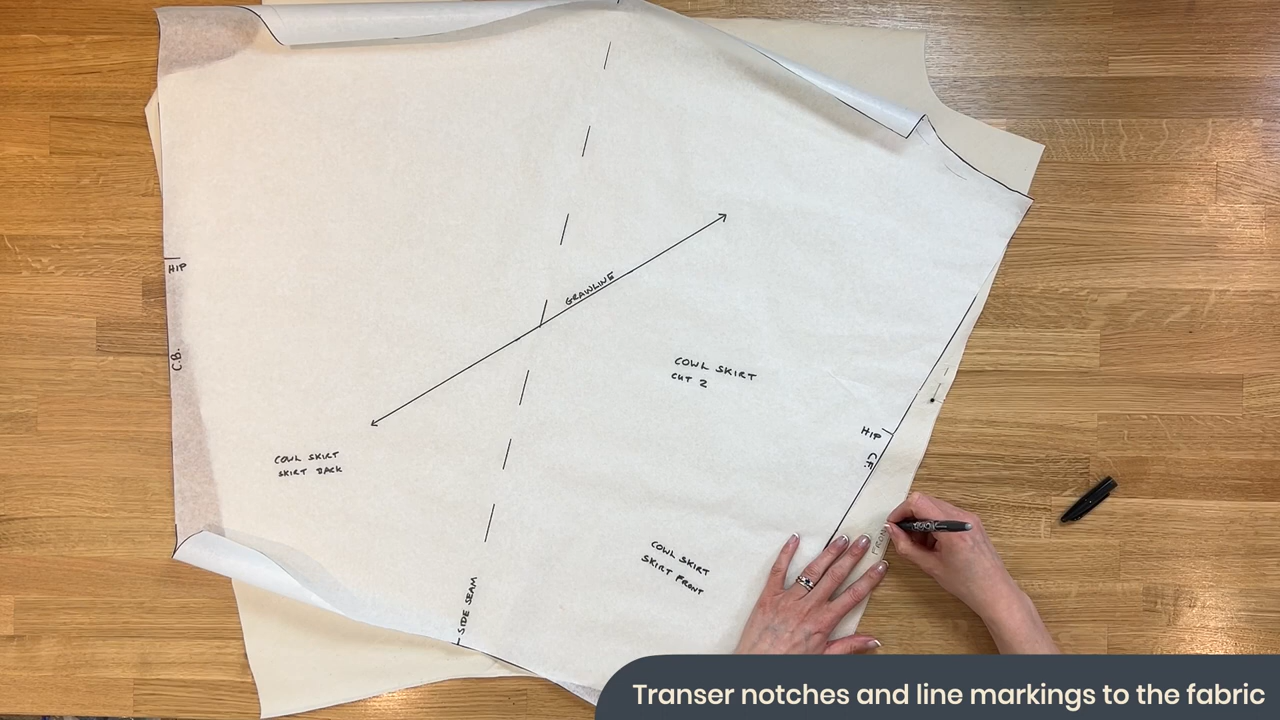 GRAINLINE
HIP
C.B.
COWL SKIRT
CUT 2
HIP
C.F.
COWL SKIRT
SKIRT BACK
COWL SKIRT
SKIRT FRONT
SIDE SEAM
Transer notches and line markings to the fabric